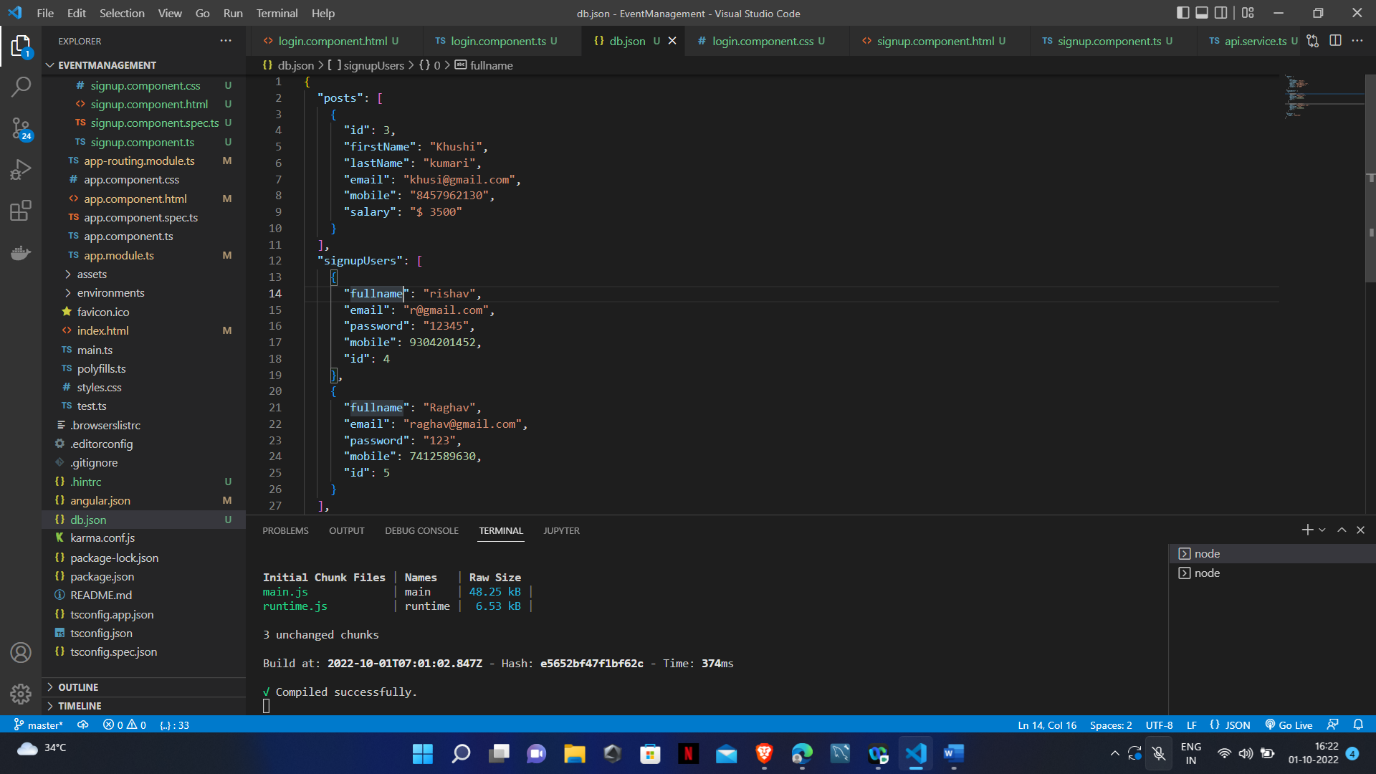 File Edit Selection View Go Run Terminal Help
db.json - EventManagement - Visual Studio Code
EXPLORER
login.component.html U
login.component.ts U
db.json U
login.component.css U
signup.component.html U
signup.component.ts U
api.service.ts U
EVENTMANAGEMENT
db.json > [ ] signupUsers > {} 0 > fullname
signup.component.css U
signup.component.html U
signup.component.spec.ts U
signup.component.ts U
app-routing.module.ts M
app.component.css
app.component.html M
app.component.spec.ts
app.component.ts
app.module.ts M
assets
environments
favicon.ico
index.html M
main.ts
polyfills.ts
styles.css
test.ts
.browserslistrc
.editorconfig
.gitignore
.hintrc U
angular.json M
db.json U
karma.conf.js
package-lock.json
package.json
README.md
tsconfig.app.json
tsconfig.json
tsconfig.spec.json
OUTLINE
TIMELINE
1
24
1 {
2 "posts": [
3 {
4 "id": 3,
5 "firstName": "Khushi",
6 "lastName": "kumari",
7 "email": "khusi@gmail.com",
8 "mobile": "8457962130",
9 "salary": "$ 3500"
10 }
11 ],
12 "signupUsers": [
13 {
14 "fullname": "rishav",
15 "email": "r@gmail.com",
16 "password": "12345",
17 "mobile": 9304201452,
18 "id": 4
19 },
20 {
21 "fullname": "Raghav",
22 "email": "raghav@gmail.com",
23 "password": "123",
24 "mobile": 7412589630,
25 "id": 5
26 }
27 ],
PROBLEMS OUTPUT DEBUG CONSOLE TERMINAL JUPYTER
Initial Chunk Files | Names | Raw Size
main.js | main | 48.25 kB |
runtime.js | runtime | 6.53 kB |
3 unchanged chunks
Build at: 2022-10-01T07:01:02.847Z - Hash: e5652bf47f1bf62c - Time: 374ms
√ Compiled successfully.
node
node
master* 0 0 {..} : 33
Ln 14, Col 16 Spaces: 2 UTF-8 LF {} JSON Go Live
34°C
ENG
IN
16:22
01-10-2022
4